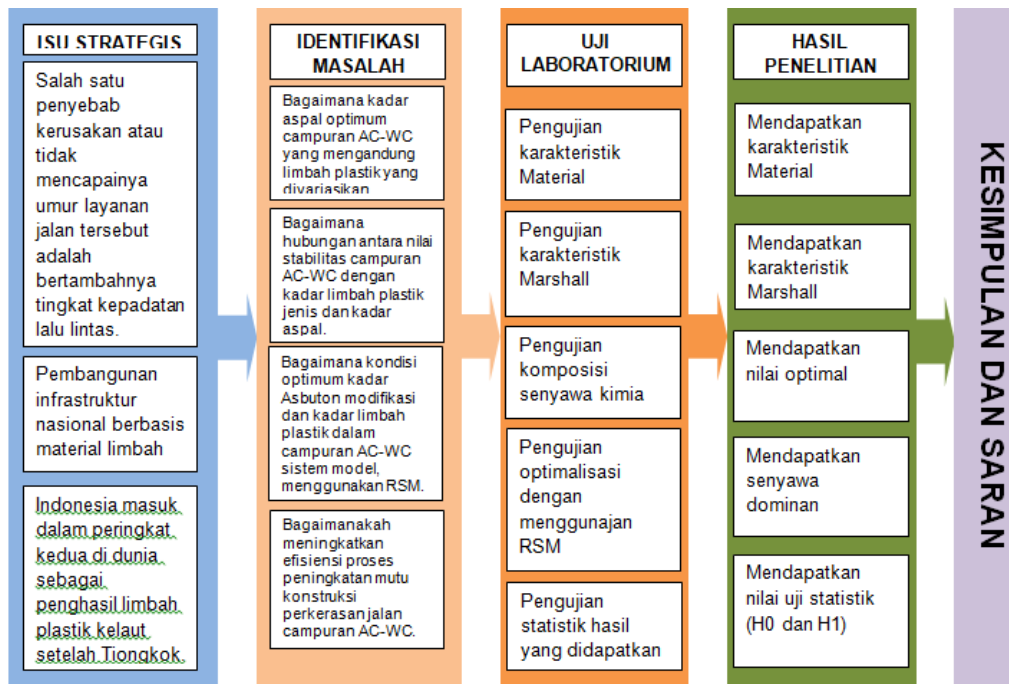 ISU STRATEGIS
Salah satu
penyebab
kerusakan atau
tidak
mencapainya
umur layanan
jalan tersebut
adalah
bertambahnya
tingkat kepadatan
lalu lintas.
Pembangunan
infrastruktur
nasional berbasis
material limbah
Indonesia masuk
dalam peringkat
kedua di dunia
sebagai
penghasil limbah
plastik kelaut
setelah Tiongkok.
IDENTIFIKASI
MASALAH
Bagaimana kadar
aspal optimum
campuran AC-WC
yang mengandung
limbah plastik yang
divariasikan
Bagaimana
hubungan antara nilai
stabilitas campuran
AC-WC dengan
kadar limbah plastik
jenis dan kadar
aspal.
Bagaimana kondisi
optimum kadar
Asbuton modifikasi
dan kadar limbah
plastik dalam
campuran AC-WC
sistem model,
menggunakan RSM.
Bagaimanakah
meningkatkan
efisiensi proses
peningkatan mutu
konstruksi
perkerasan jalan
campuran AC-WC.
UJI
LABORATORIUM
Pengujian
karakteristik
Material
Pengujian
karakteristik
Marshall
Pengujian
komposisi
senyawa kimia
Pengujian
optimalisasi
dengan
menggunajan
RSM
Pengujian
statistik hasil
yang didapatkan
HASIL
PENELITIAN
Mendapatkan
karakteristik
Material
Mendapatkan
karakteristik
Marshall
Mendapatkan
nilai optimal
Mendapatkan
senyawa
dominan
Mendapatkan
nilai uji statistik
(H0 dan H1)
KESIMPULAN DAN SARAN